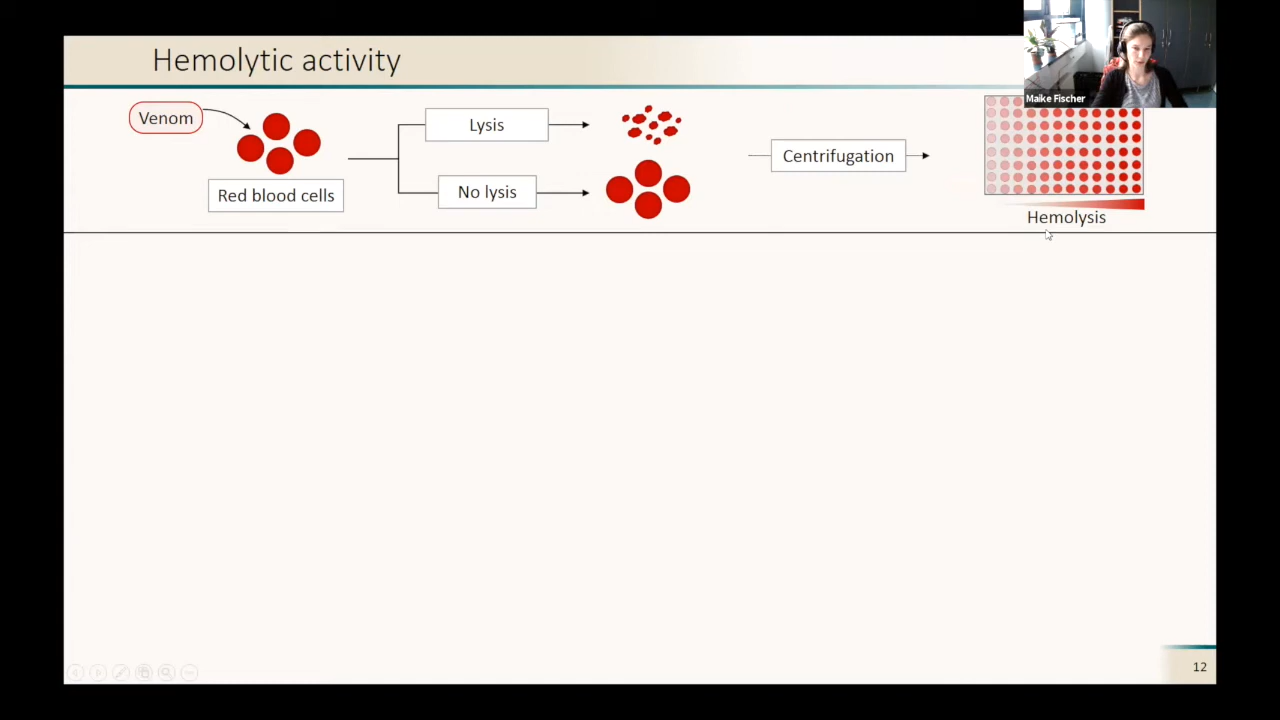 Hemolytic activity
Maike Fischer
Venom
Red blood cells
Lysis
No lysis
Centrifugation
Hemolysis
12